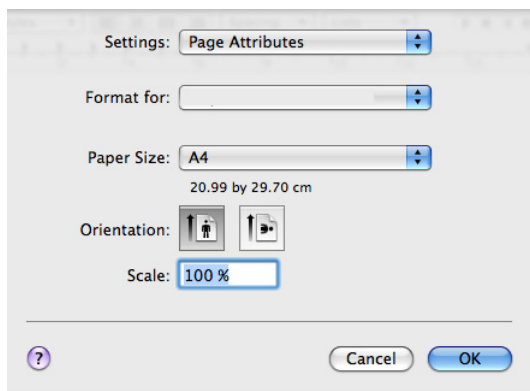 Settings: Page Attributes
Format for:
Paper Size: A4
20.99 by 29.70 cm
Orientation:
Scale: 100 %
?
Cancel OK